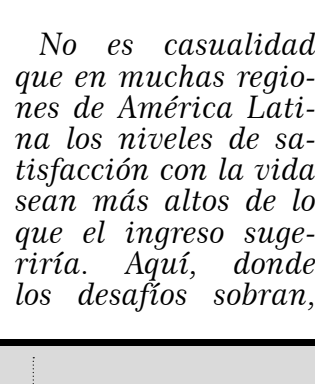 No es casualidad
que en muchas regio-
nes de América Lati-
na los niveles de sa-
tisfacción con la vida
sean más altos de lo
que el ingreso suge-
riría. Aquí, donde
los desafíos sobran,